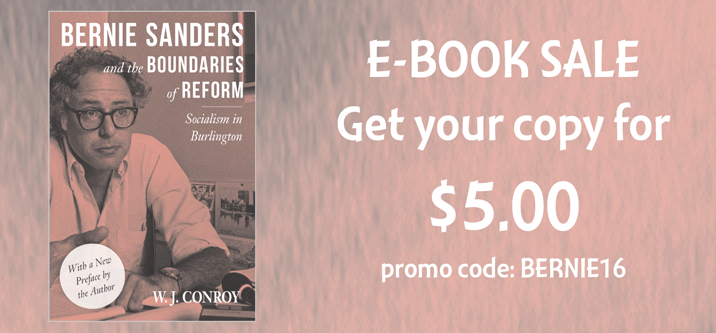 BERNIE SANDERS
and the BOUNDARIES
of REFORM
Socialism in
Burlington
With a New
Preface by
the Author
W. J. CONROY
E-BOOK SALE
Get your copy for
$5.00
promo code: BERNIE16